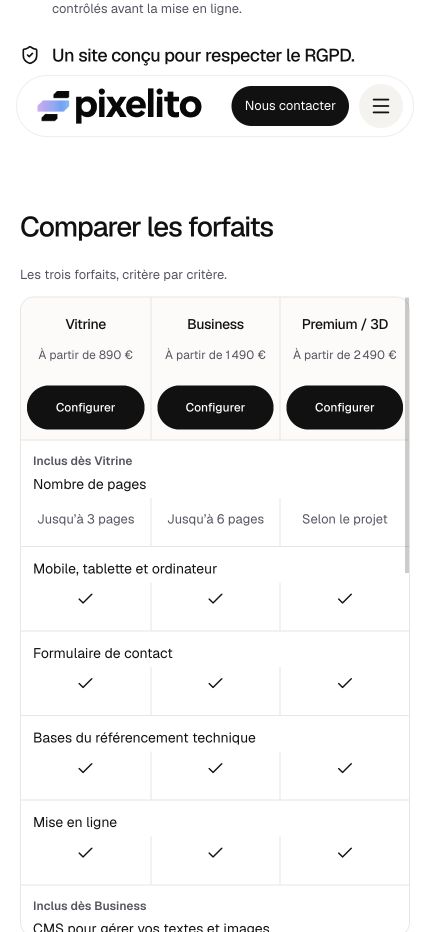 contrôlés avant la mise en ligne.
Un site conçu pour respecter le RGPD.
pixelito
Nous contacter
Comparer les forfaits
Les trois forfaits, critère par critère.
Vitrine Business Premium / 3D
À partir de 890 € À partir de 1 490 € À partir de 2 490 €
Configurer Configurer Configurer
Inclus dès Vitrine
Nombre de pages
Jusqu’à 3 pages Jusqu’à 6 pages Selon le projet
Mobile, tablette et ordinateur
Formulaire de contact
Bases du référencement technique
Mise en ligne
Inclus dès Business
CMS pour gérer vos textes et images